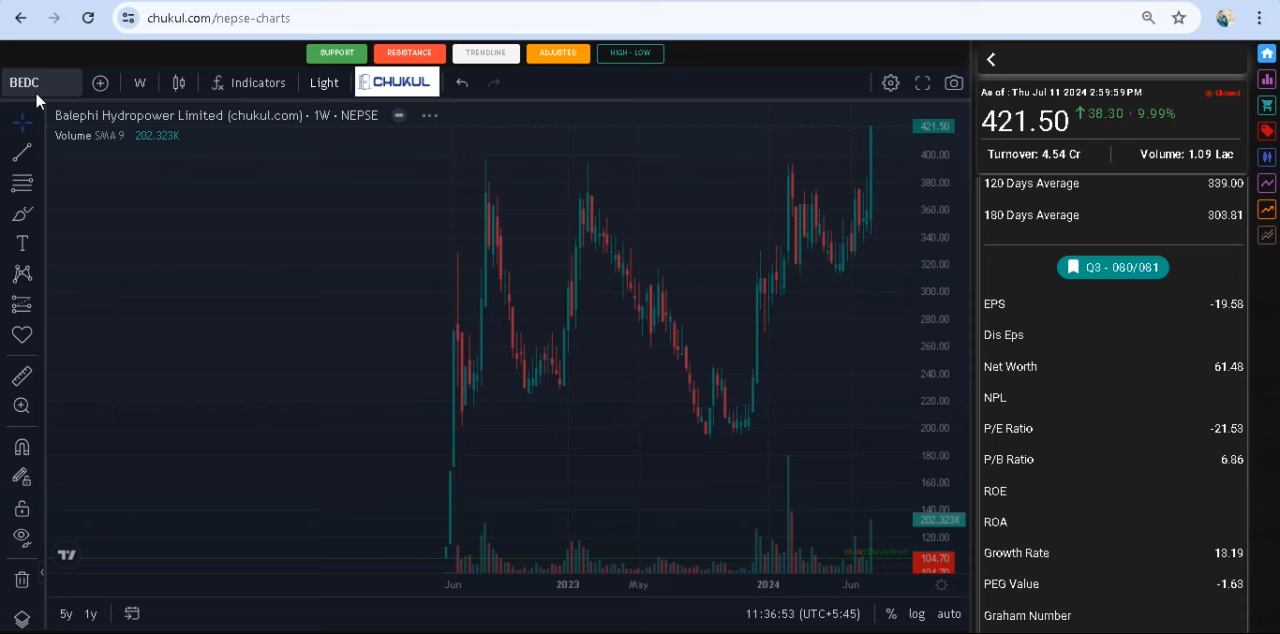 chukul.com/nepse-charts
SUPPORT RESISTANCE TRENDLINE ADJUSTED HIGH - LOW
BEDC W Indicators Light CHUKUL
Balephi Hydropower Limited (chukul.com) · 1W · NEPSE
Volume SMA 9 202.323K
421.50
400.00
380.00
360.00
340.00
320.00
300.00
280.00
260.00
240.00
220.00
200.00
180.00
160.00
140.00
202.323K
120.00
104.70
104.70
Jun 2023 May 2024 Jun
5y 1y 11:36:53 (UTC+5:45) % log auto
As of : Thu Jul 11 2024 2:59:59 PM Closed
421.50 38.30 · 9.99%
Turnover: 4.54 Cr Volume: 1.09 Lac
120 Days Average 339.00
180 Days Average 303.81
Q3 - 080/081
EPS -19.58
Dis Eps
Net Worth 61.48
NPL
P/E Ratio -21.53
P/B Ratio 6.86
ROE
ROA
Growth Rate 13.19
PEG Value -1.63
Graham Number